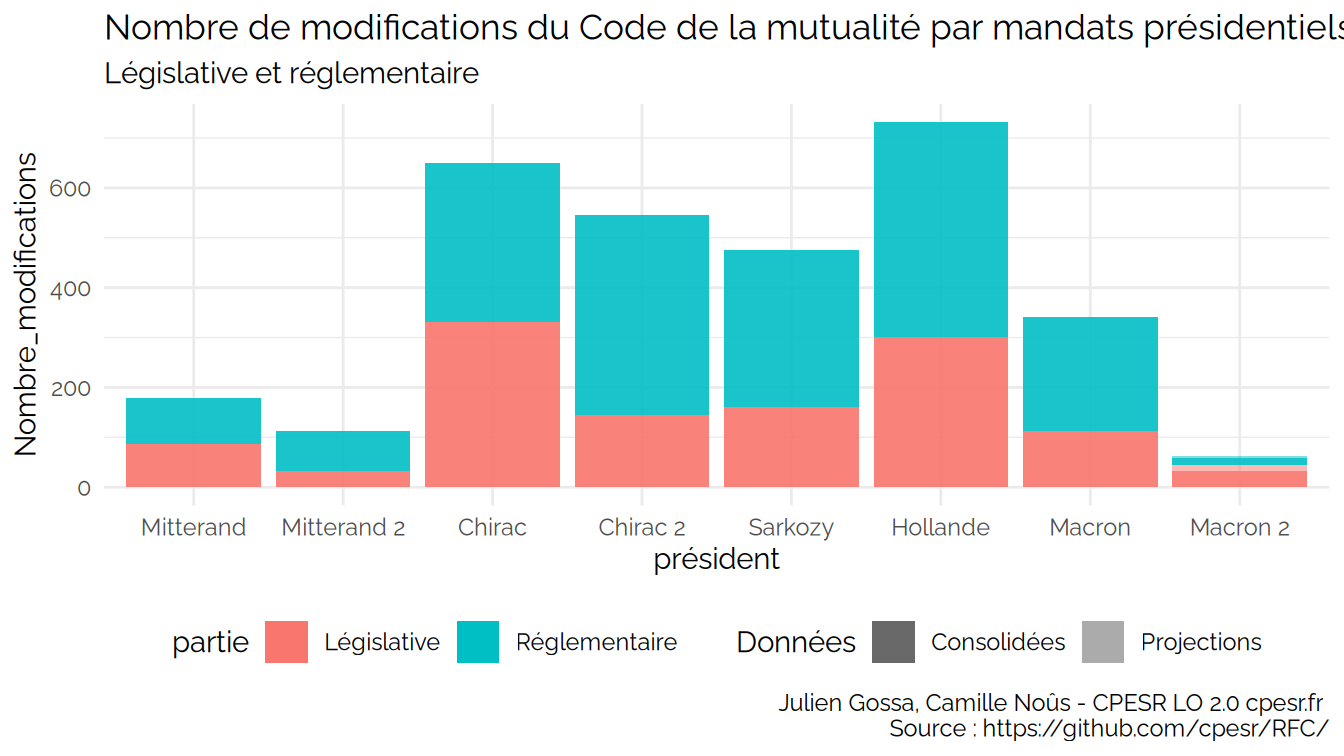 Nombre de modifications du Code de la mutualité par mandats présidentiels
Législative et réglementaire
Nombre_modifications
600
400
200
0
Mitterand Mitterand 2 Chirac Chirac 2 Sarkozy Hollande Macron Macron 2
président
partie Législative Réglementaire Données Consolidées Projections
Julien Gossa, Camille Noûs - CPESR LO 2.0 cpesr.fr
Source : https://github.com/cpesr/RFC/